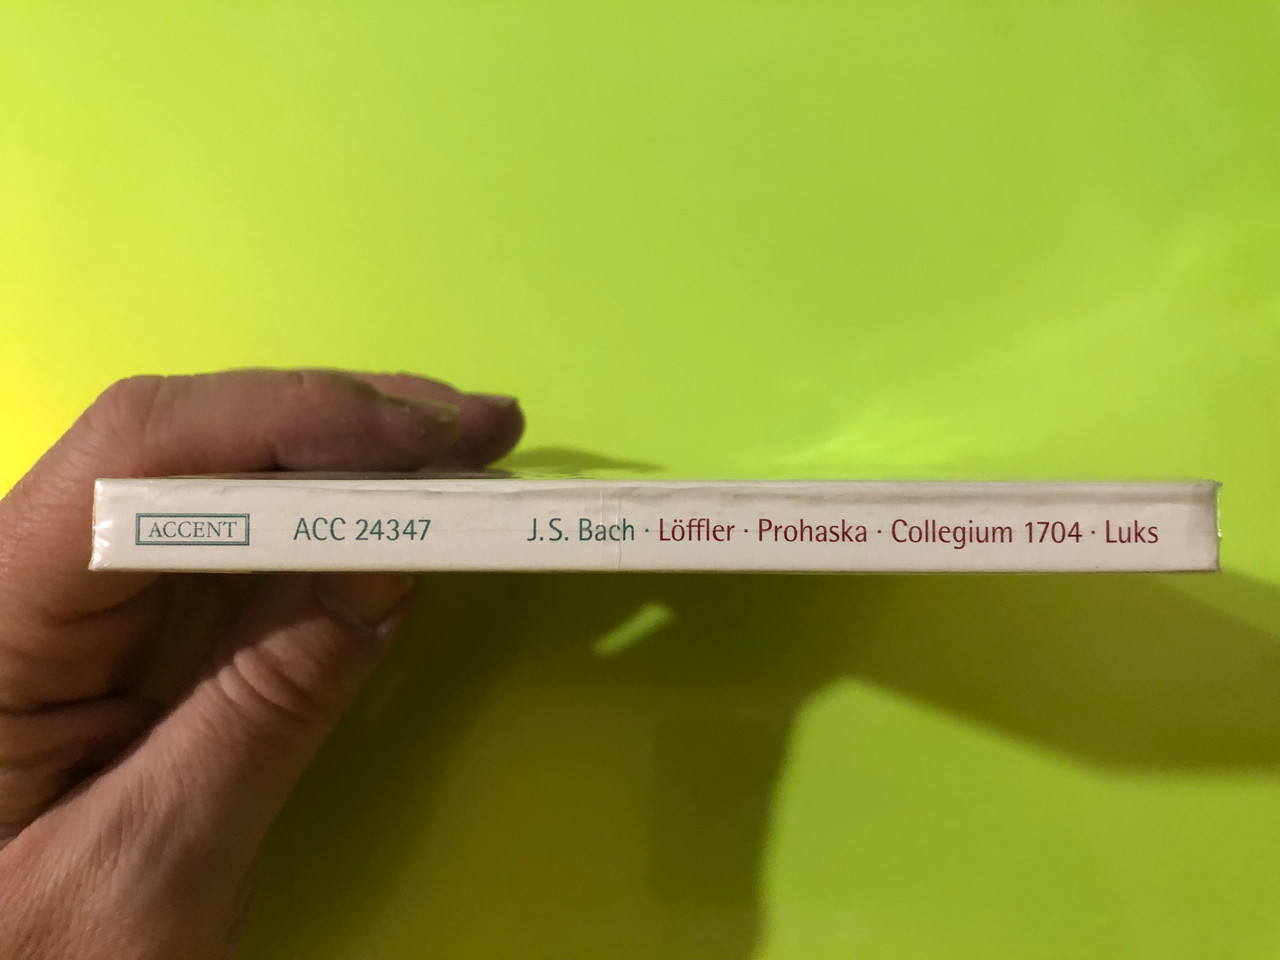 ACCENT ACC 24347 J.S. Bach · Löffler · Prohaska · Collegium 1704 · Luks